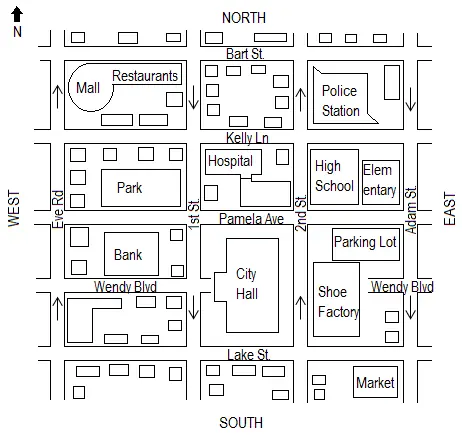 NORTH
N
Bart St.
Mall
Restaurants
Police
Station
Kelly Ln
Hospital
High
School
Elem
entary
Park
WEST
Eve Rd
1st St.
2nd St.
Adam St.
EAST
Pamela Ave
Bank
City
Hall
Parking Lot
Wendy Blvd
Wendy Blvd
Shoe
Factory
Lake St.
Market
SOUTH